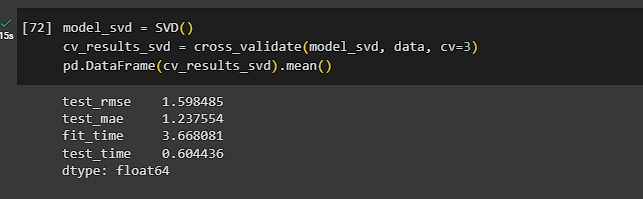 [72] model_svd = SVD()
15s
cv_results_svd = cross_validate(model_svd, data, cv=3)
pd.DataFrame(cv_results_svd).mean()
test_rmse    1.598485
test_mae     1.237554
fit_time     3.668081
test_time    0.604436
dtype: float64